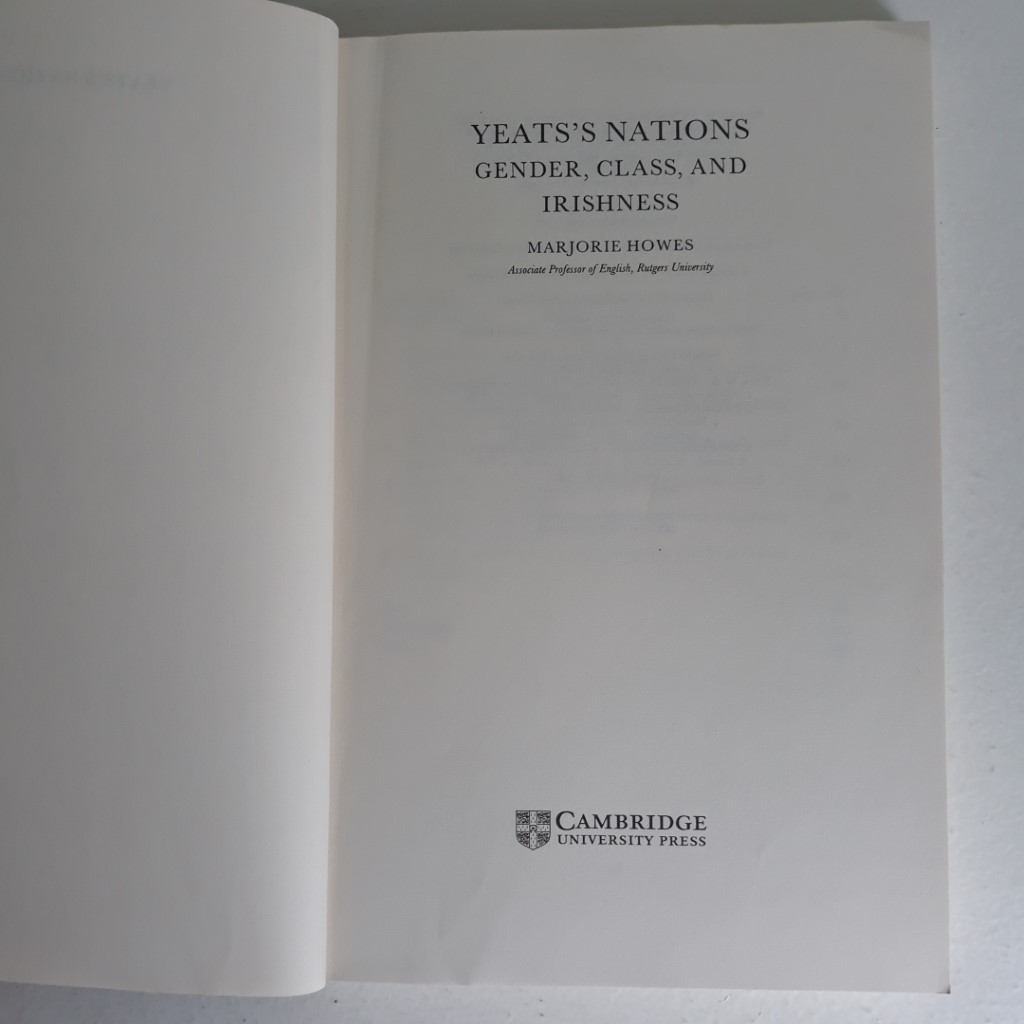 YEATS'S NATIONS
GENDER, CLASS, AND
IRISHNESS
MARJORIE HOWES
Associate Professor of English, Rutgers University
CAMBRIDGE
UNIVERSITY PRESS